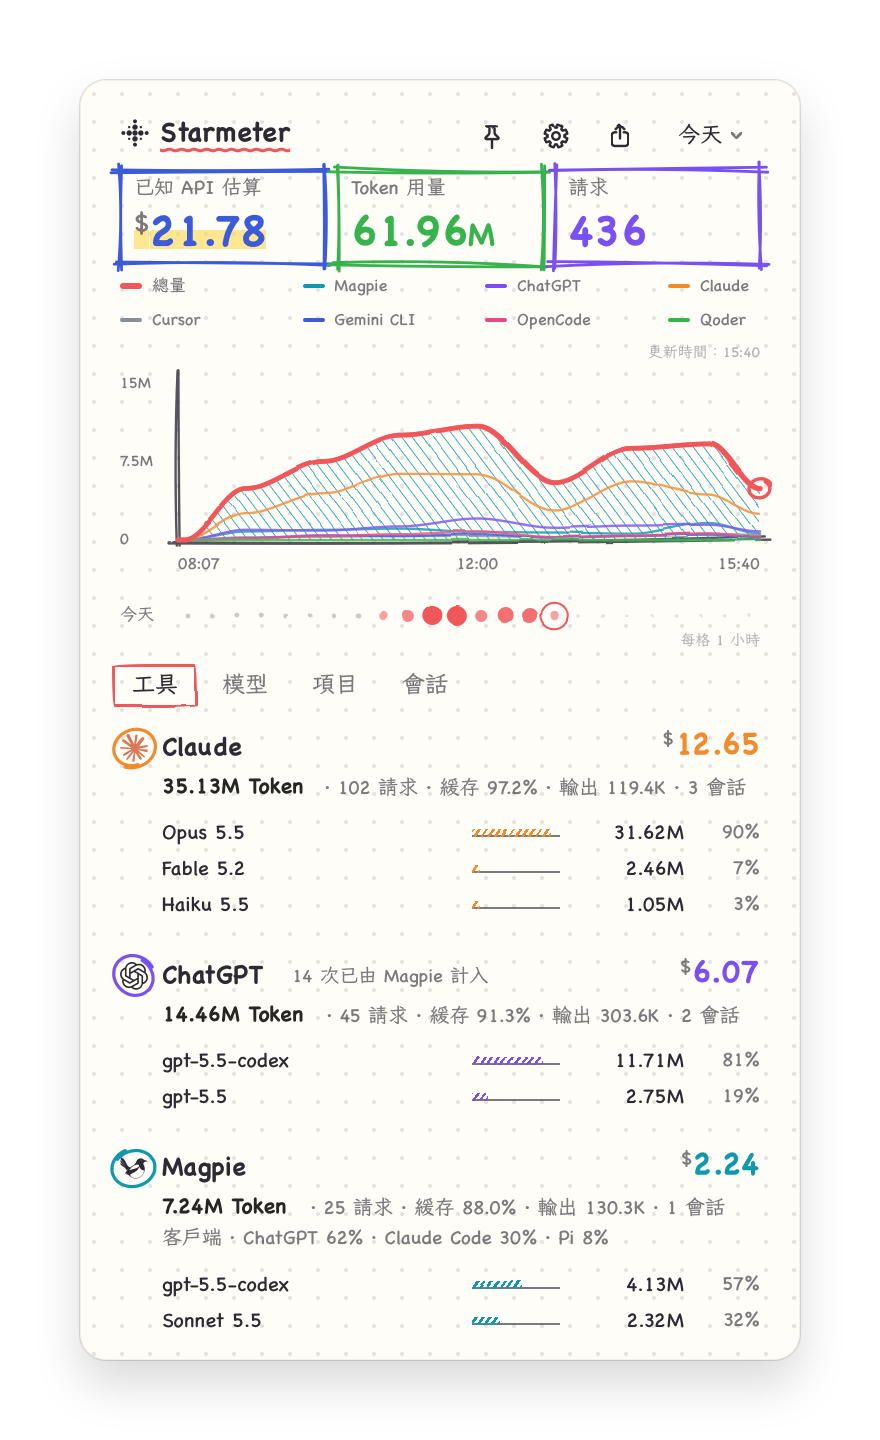 Starmeter 今天
已知 API 估算 Token 用量 請求
$21.78 61.96M 436
總量 Magpie ChatGPT Claude
Cursor Gemini CLI OpenCode Qoder
更新時間：15:40
15M
7.5M
0
08:07 12:00 15:40
今天
每格 1 小時
工具 模型 項目 會話
Claude $12.65
35.13M Token · 102 請求 · 緩存 97.2% · 輸出 119.4K · 3 會話
Opus 5.5 31.62M 90%
Fable 5.2 2.46M 7%
Haiku 5.5 1.05M 3%
ChatGPT 14 次已由 Magpie 計入 $6.07
14.46M Token · 45 請求 · 緩存 91.3% · 輸出 303.6K · 2 會話
gpt-5.5-codex 11.71M 81%
gpt-5.5 2.75M 19%
Magpie $2.24
7.24M Token · 25 請求 · 緩存 88.0% · 輸出 130.3K · 1 會話
客戶端 · ChatGPT 62% · Claude Code 30% · Pi 8%
gpt-5.5-codex 4.13M 57%
Sonnet 5.5 2.32M 32%